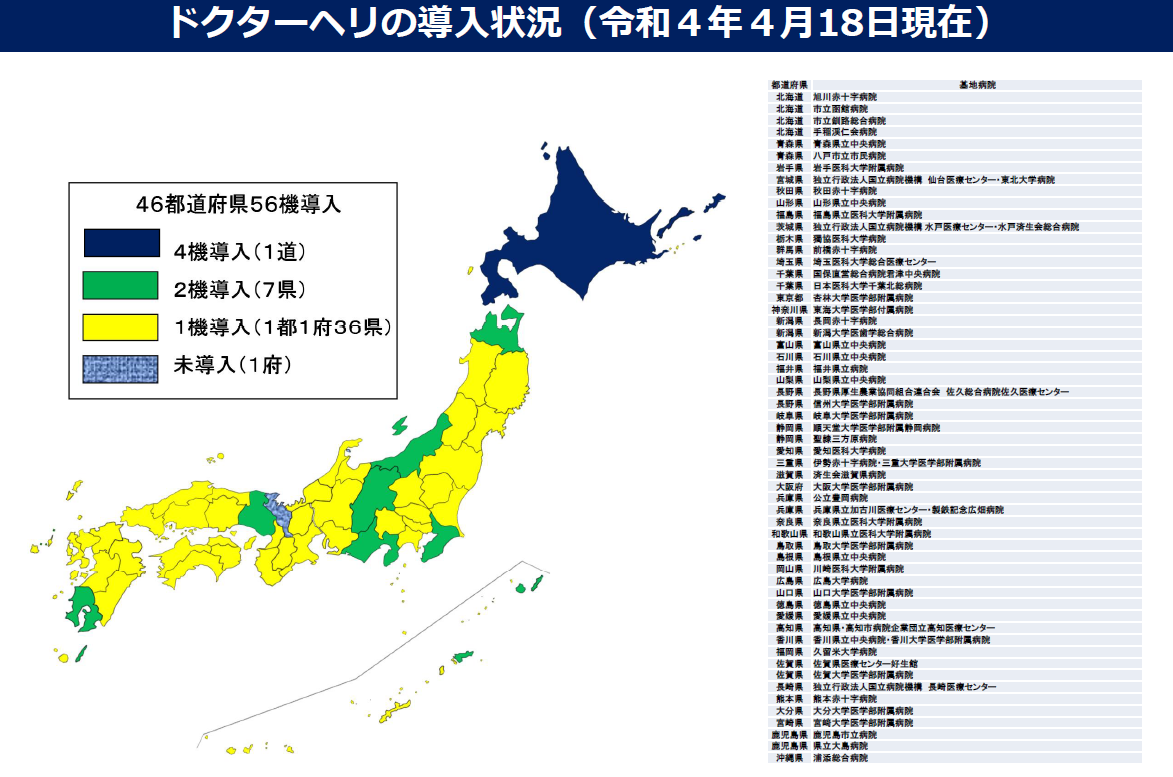 ドクターヘリの導入状況（令和４年４月18日現在）
46都道府県56機導入
4機導入（1道）
2機導入（7県）
1機導入（1都1府36県）
未導入（1府）
都道府県 基地病院
北海道 旭川赤十字病院
北海道 市立函館病院
北海道 市立釧路総合病院
北海道 手稲渓仁会病院
青森県 青森県立中央病院
青森県 八戸市立市民病院
岩手県 岩手医科大学附属病院
宮城県 独立行政法人国立病院機構 仙台医療センター・東北大学病院
秋田県 秋田赤十字病院
山形県 山形県立中央病院
福島県 福島県立医科大学附属病院
茨城県 独立行政法人国立病院機構 水戸医療センター・水戸済生会総合病院
栃木県 獨協医科大学病院
群馬県 前橋赤十字病院
埼玉県 埼玉医科大学総合医療センター
千葉県 国保直営総合病院君津中央病院
千葉県 日本医科大学千葉北総病院
東京都 杏林大学医学部附属病院
神奈川県 東海大学医学部付属病院
新潟県 長岡赤十字病院
新潟県 新潟大学医歯学総合病院
富山県 富山県立中央病院
石川県 石川県立中央病院
福井県 福井県立病院
山梨県 山梨県立中央病院
長野県 長野県厚生農業協同組合連合会 佐久総合病院佐久医療センター
長野県 信州大学医学部附属病院
岐阜県 岐阜大学医学部附属病院
静岡県 順天堂大学医学部附属静岡病院
静岡県 聖隷三方原病院
愛知県 愛知医科大学病院
三重県 伊勢赤十字病院・三重大学医学部附属病院
滋賀県 済生会滋賀県病院
大阪府 大阪大学医学部附属病院
兵庫県 公立豊岡病院
兵庫県 兵庫県立加古川医療センター・製鉄記念広畑病院
奈良県 奈良県立医科大学附属病院
和歌山県 和歌山県立医科大学附属病院
鳥取県 鳥取大学医学部附属病院
島根県 島根県立中央病院
岡山県 川崎医科大学附属病院
広島県 広島大学病院
山口県 山口大学医学部附属病院
徳島県 徳島県立中央病院
愛媛県 愛媛県立中央病院
高知県 高知県・高知市病院企業団立高知医療センター
香川県 香川県立中央病院・香川大学医学部附属病院
福岡県 久留米大学病院
佐賀県 佐賀県医療センター好生館
佐賀県 佐賀大学医学部附属病院
長崎県 独立行政法人国立病院機構 長崎医療センター
熊本県 熊本赤十字病院
大分県 大分大学医学部附属病院
宮崎県 宮崎大学医学部附属病院
鹿児島県 鹿児島市立病院
鹿児島県 県立大島病院
沖縄県 浦添総合病院